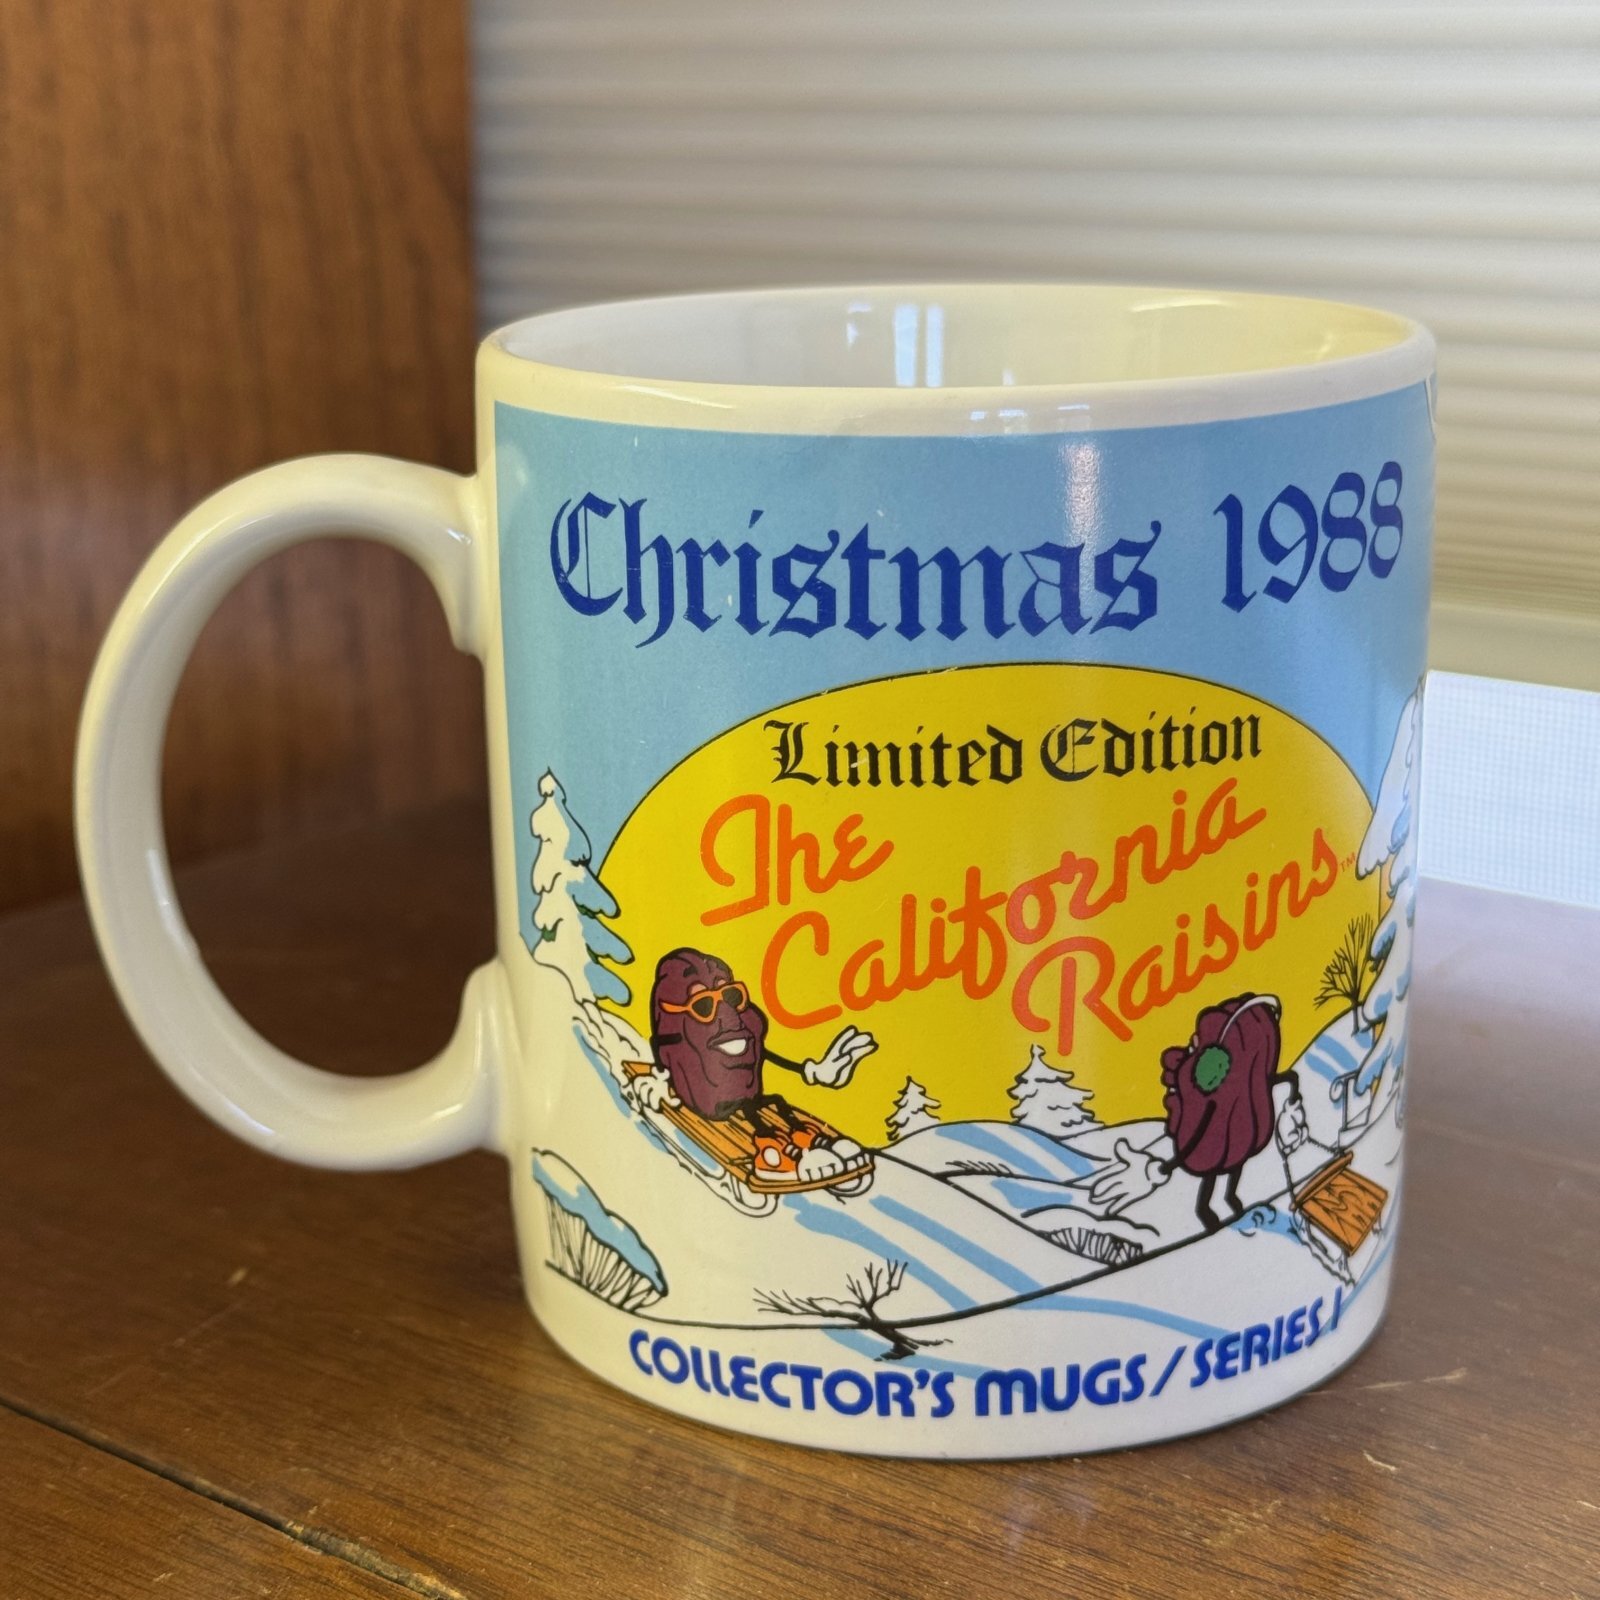 Christmas 1988
Limited Edition
The
California
Raisins™
COLLECTOR'S MUGS/SERIES I